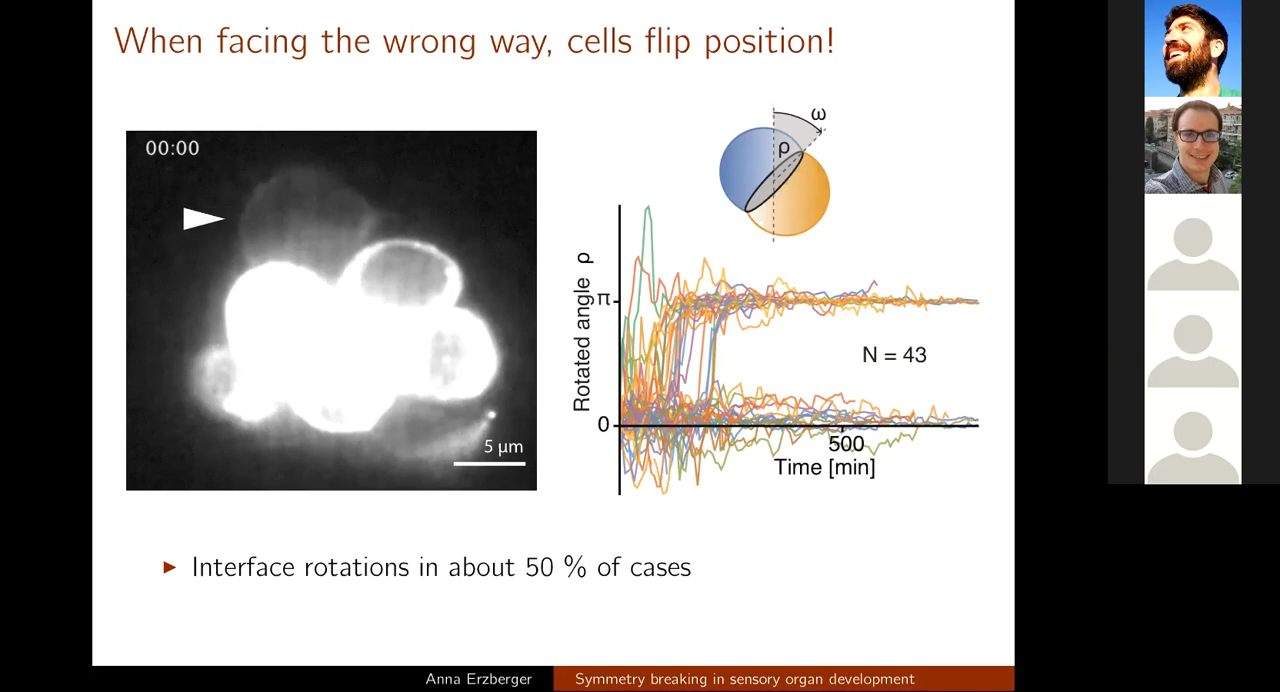 When facing the wrong way, cells flip position!
00:00
5 μm
ω
ρ
Rotated angle ρ
π
0
N = 43
500
Time [min]
Interface rotations in about 50 % of cases
Anna Erzberger
Symmetry breaking in sensory organ development